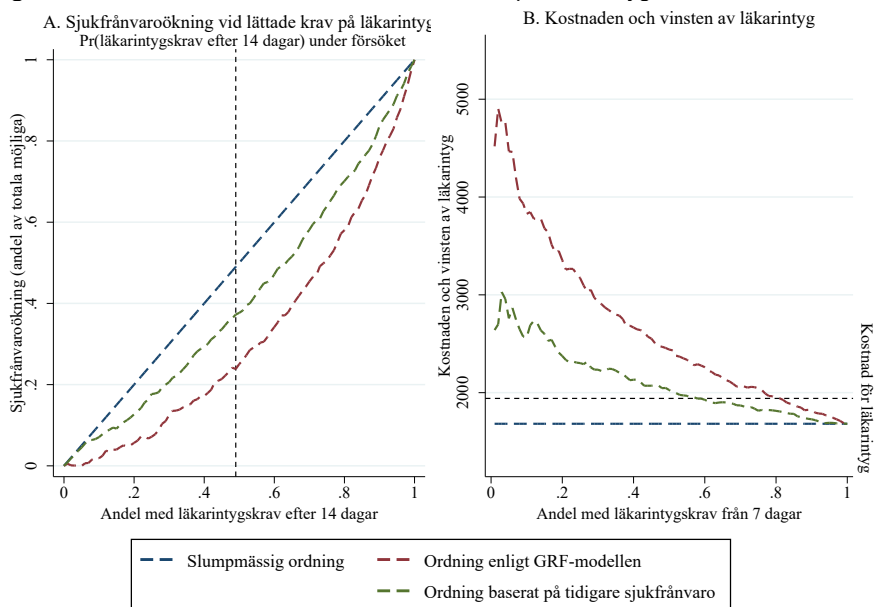 A. Sjukfrånvaroökning vid lättade krav på läkarintyg
Pr(läkarintygskrav efter 14 dagar) under försöket
Sjukfrånvaroökning (andel av totala möjliga)
1
.8
.6
.4
.2
0
0 .2 .4 .6 .8 1
Andel med läkarintygskrav efter 14 dagar
B. Kostnaden och vinsten av läkarintyg
Kostnaden och vinsten av läkarintyg
5000
4000
3000
2000
Kostnad för läkarintyg
0 .2 .4 .6 .8 1
Andel med läkarintygskrav från 7 dagar
Slumpmässig ordning
Ordning enligt GRF-modellen
Ordning baserat på tidigare sjukfrånvaro